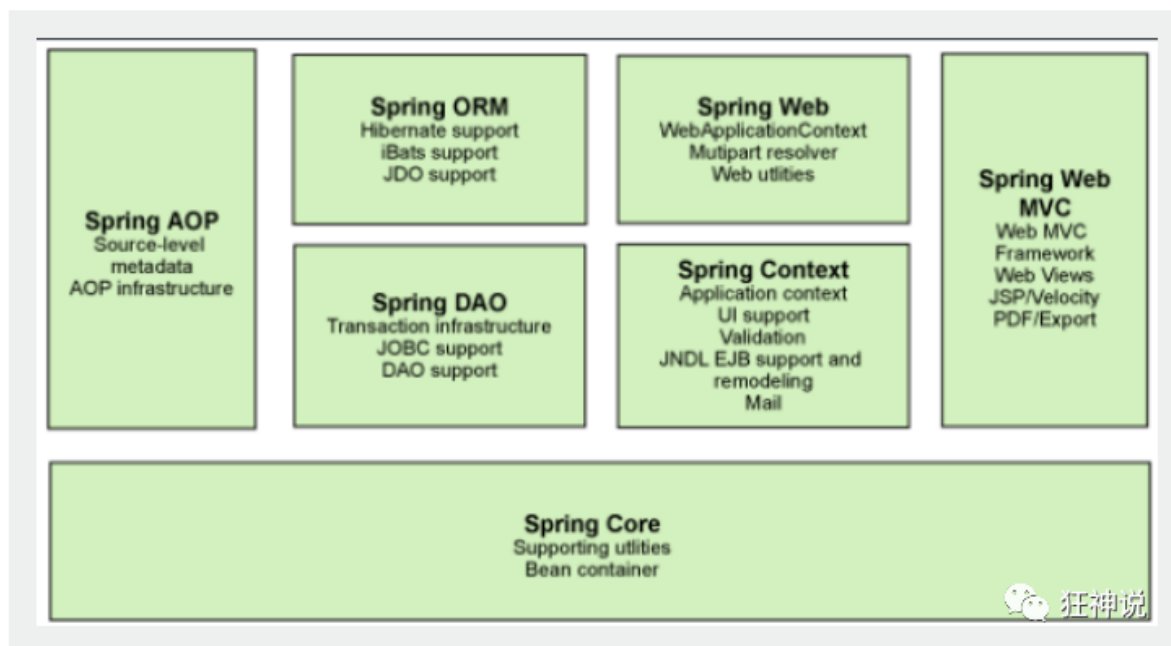 Spring AOP
Source-level
metadata
AOP infrastructure
Spring ORM
Hibernate support
iBats support
JDO support
Spring DAO
Transaction infrastructure
JOBC support
DAO support
Spring Web
WebApplicationContext
Mutipart resolver
Web utlities
Spring Context
Application context
UI support
Validation
JNDL EJB support and
remodeling
Mail
Spring Web
MVC
Web MVC
Framework
Web Views
JSP/Velocity
PDF/Export
Spring Core
Supporting utlities
Bean container
狂神说